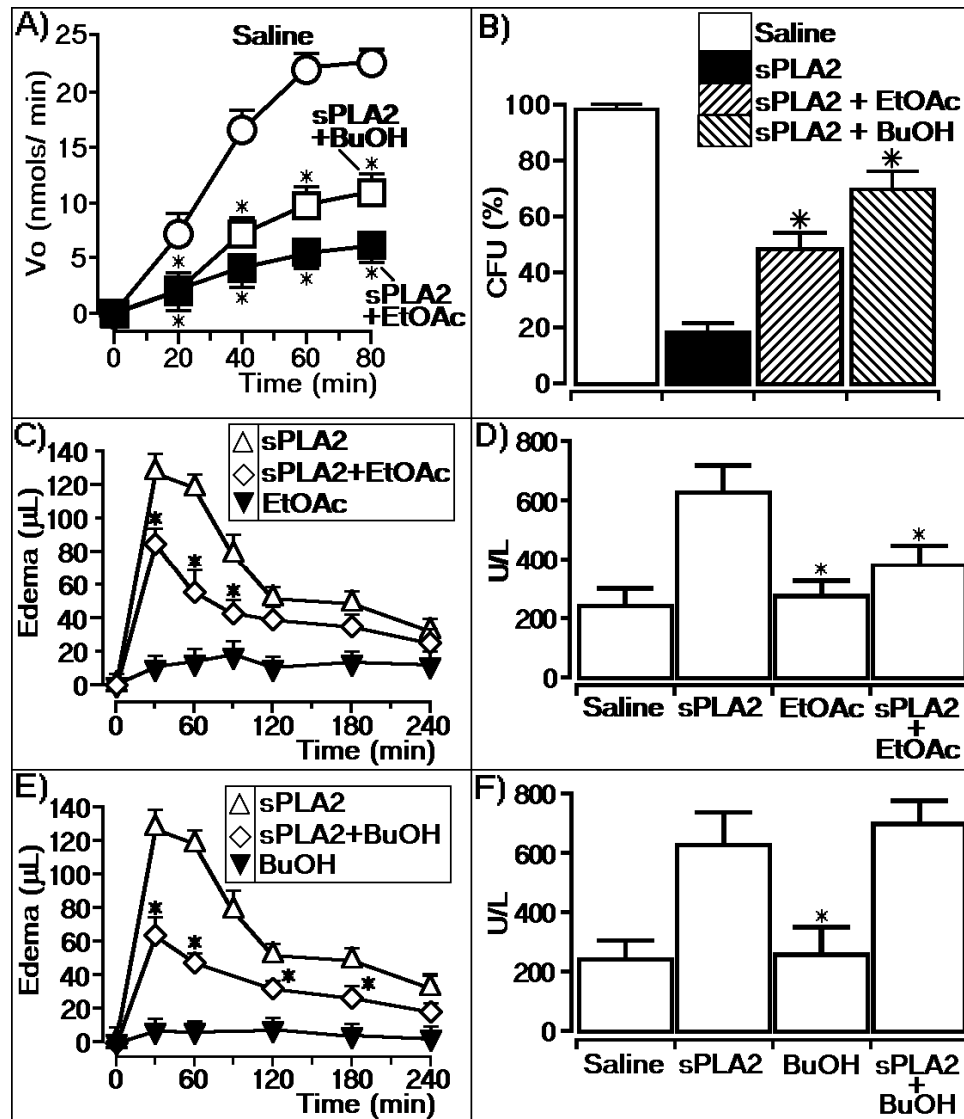 A)
Saline
Vo (nmols/ min)
25
20
15
10
5
0
sPLA2
+BuOH
* * * *
* * * *
sPLA2
+EtOAc
0 20 40 60 80
Time (min)
B)
Saline
sPLA2
sPLA2 + EtOAc
sPLA2 + BuOH
CFU (%)
100
80
60
40
20
0
* *
C)
sPLA2
sPLA2+EtOAc
EtOAc
Edema (µL)
140
120
100
80
60
40
20
0
* * *
0 60 120 180 240
Time (min)
D)
U/L
800
600
400
200
0
* *
Saline sPLA2 EtOAc sPLA2
+
EtOAc
E)
sPLA2
sPLA2+BuOH
BuOH
Edema (µL)
140
120
100
80
60
40
20
0
* * * *
0 60 120 180 240
Time (min)
F)
U/L
800
600
400
200
0
*
Saline sPLA2 BuOH sPLA2
+
BuOH